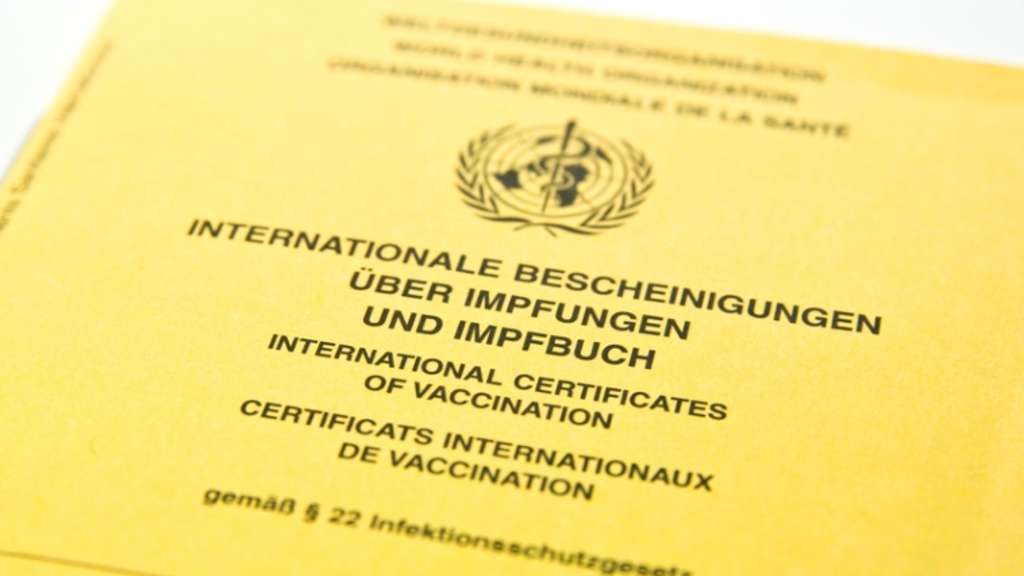 WELTGESUNDHEITSORGANISATION
WORLD HEALTH ORGANIZATION
ORGANISATION MONDIALE DE LA SANTÉ
INTERNATIONALE BESCHEINIGUNGEN
ÜBER IMPFUNGEN
UND IMPFBUCH
INTERNATIONAL CERTIFICATES
OF VACCINATION
CERTIFICATS INTERNATIONAUX
DE VACCINATION
gemäß § 22 Infektionsschutzgesetz